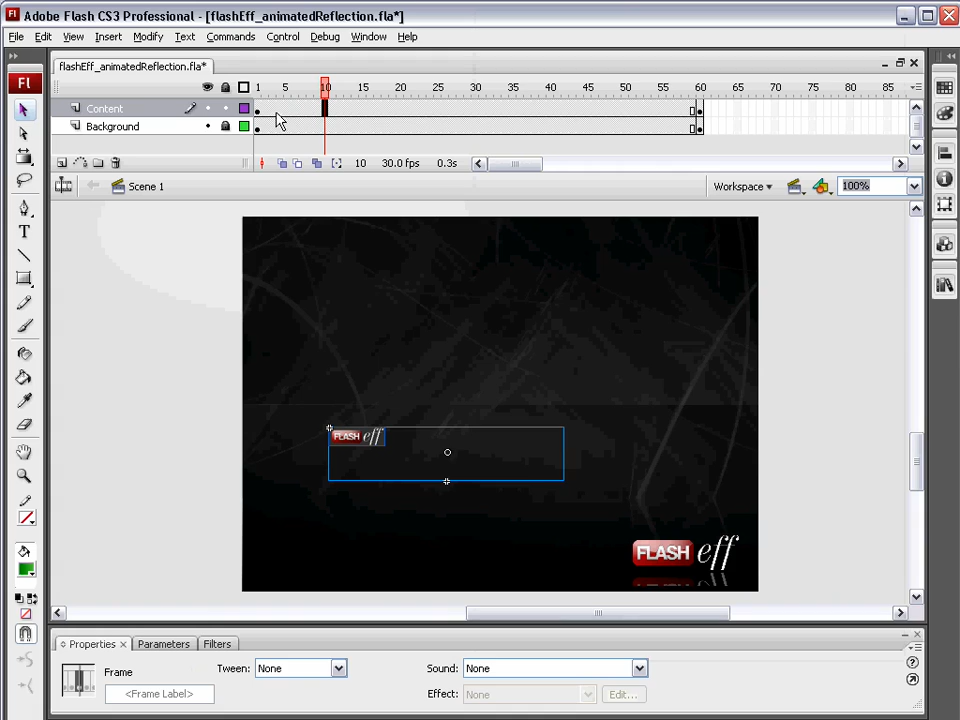 Adobe Flash CS3 Professional - [flashEff_animatedReflection.fla*]
File Edit View Insert Modify Text Commands Control Debug Window Help
flashEff_animatedReflection.fla*
1 5 10 15 20 25 30 35 40 45 50 55 60 65 70 75 80 85
Fl
Content
Background
10 30.0 fps 0.3s
Scene 1
Workspace
100%
FLASH eff
FLASH eff
Properties Parameters Filters
Frame
Tween: None
Sound: None
<Frame Label>
Effect: None Edit...